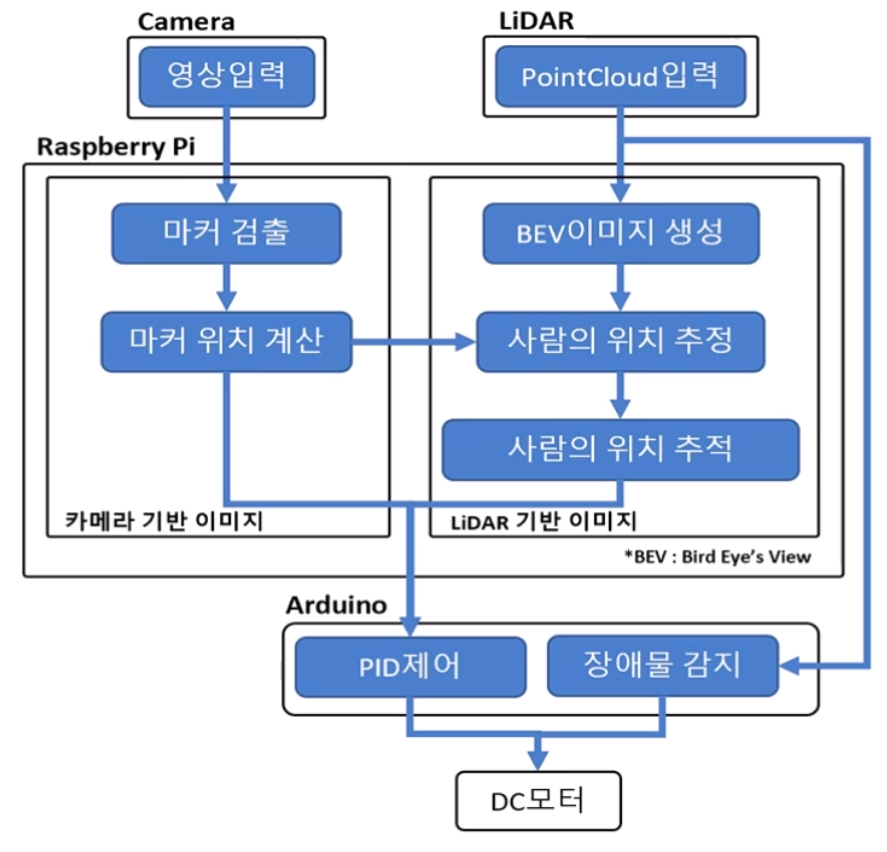 Camera
영상입력
LiDAR
PointCloud입력
Raspberry Pi
마커 검출
마커 위치 계산
카메라 기반 이미지
BEV이미지 생성
사람의 위치 추정
사람의 위치 추적
LiDAR 기반 이미지
*BEV : Bird Eye's View
Arduino
PID제어
장애물 감지
DC모터